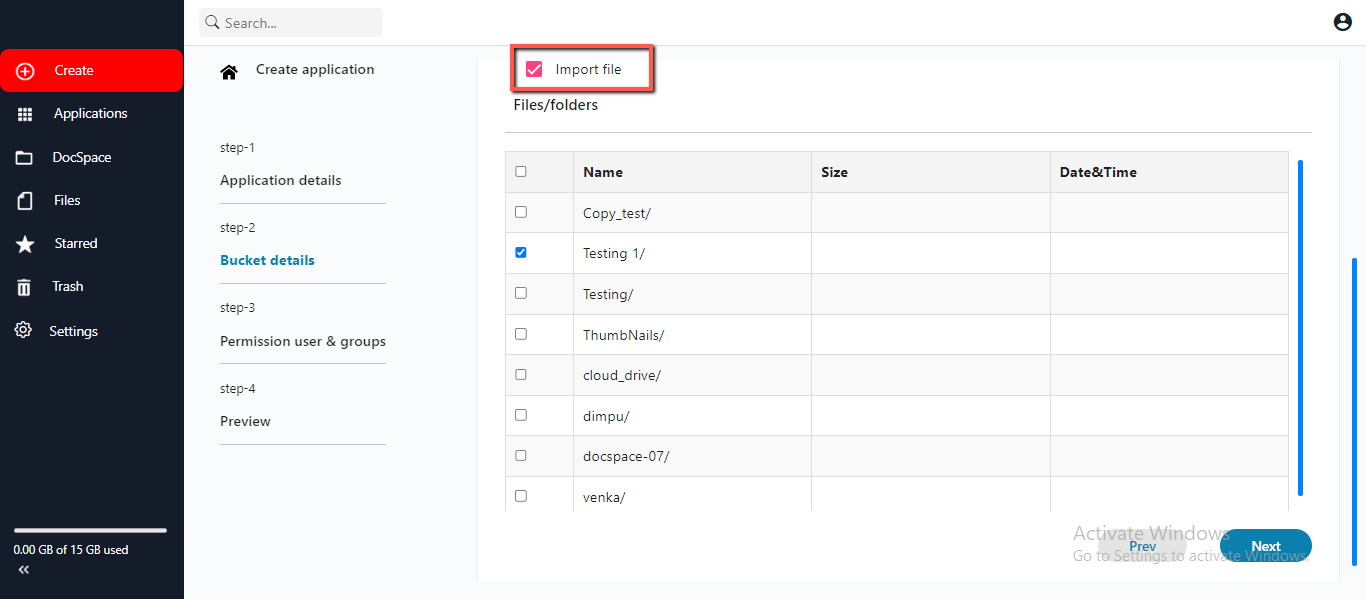 Search...
Create
Applications
DocSpace
Files
Starred
Trash
Settings
0.00 GB of 15 GB used
Create application
step-1
Application details
step-2
Bucket details
step-3
Permission user & groups
step-4
Preview
Import file
Files/folders
Name Size Date&Time
Copy_test/
Testing 1/
Testing/
ThumbNails/
cloud_drive/
dimpu/
docspace-07/
venka/
Activate Windows
Prev Next
Go to Settings to activate Windows.